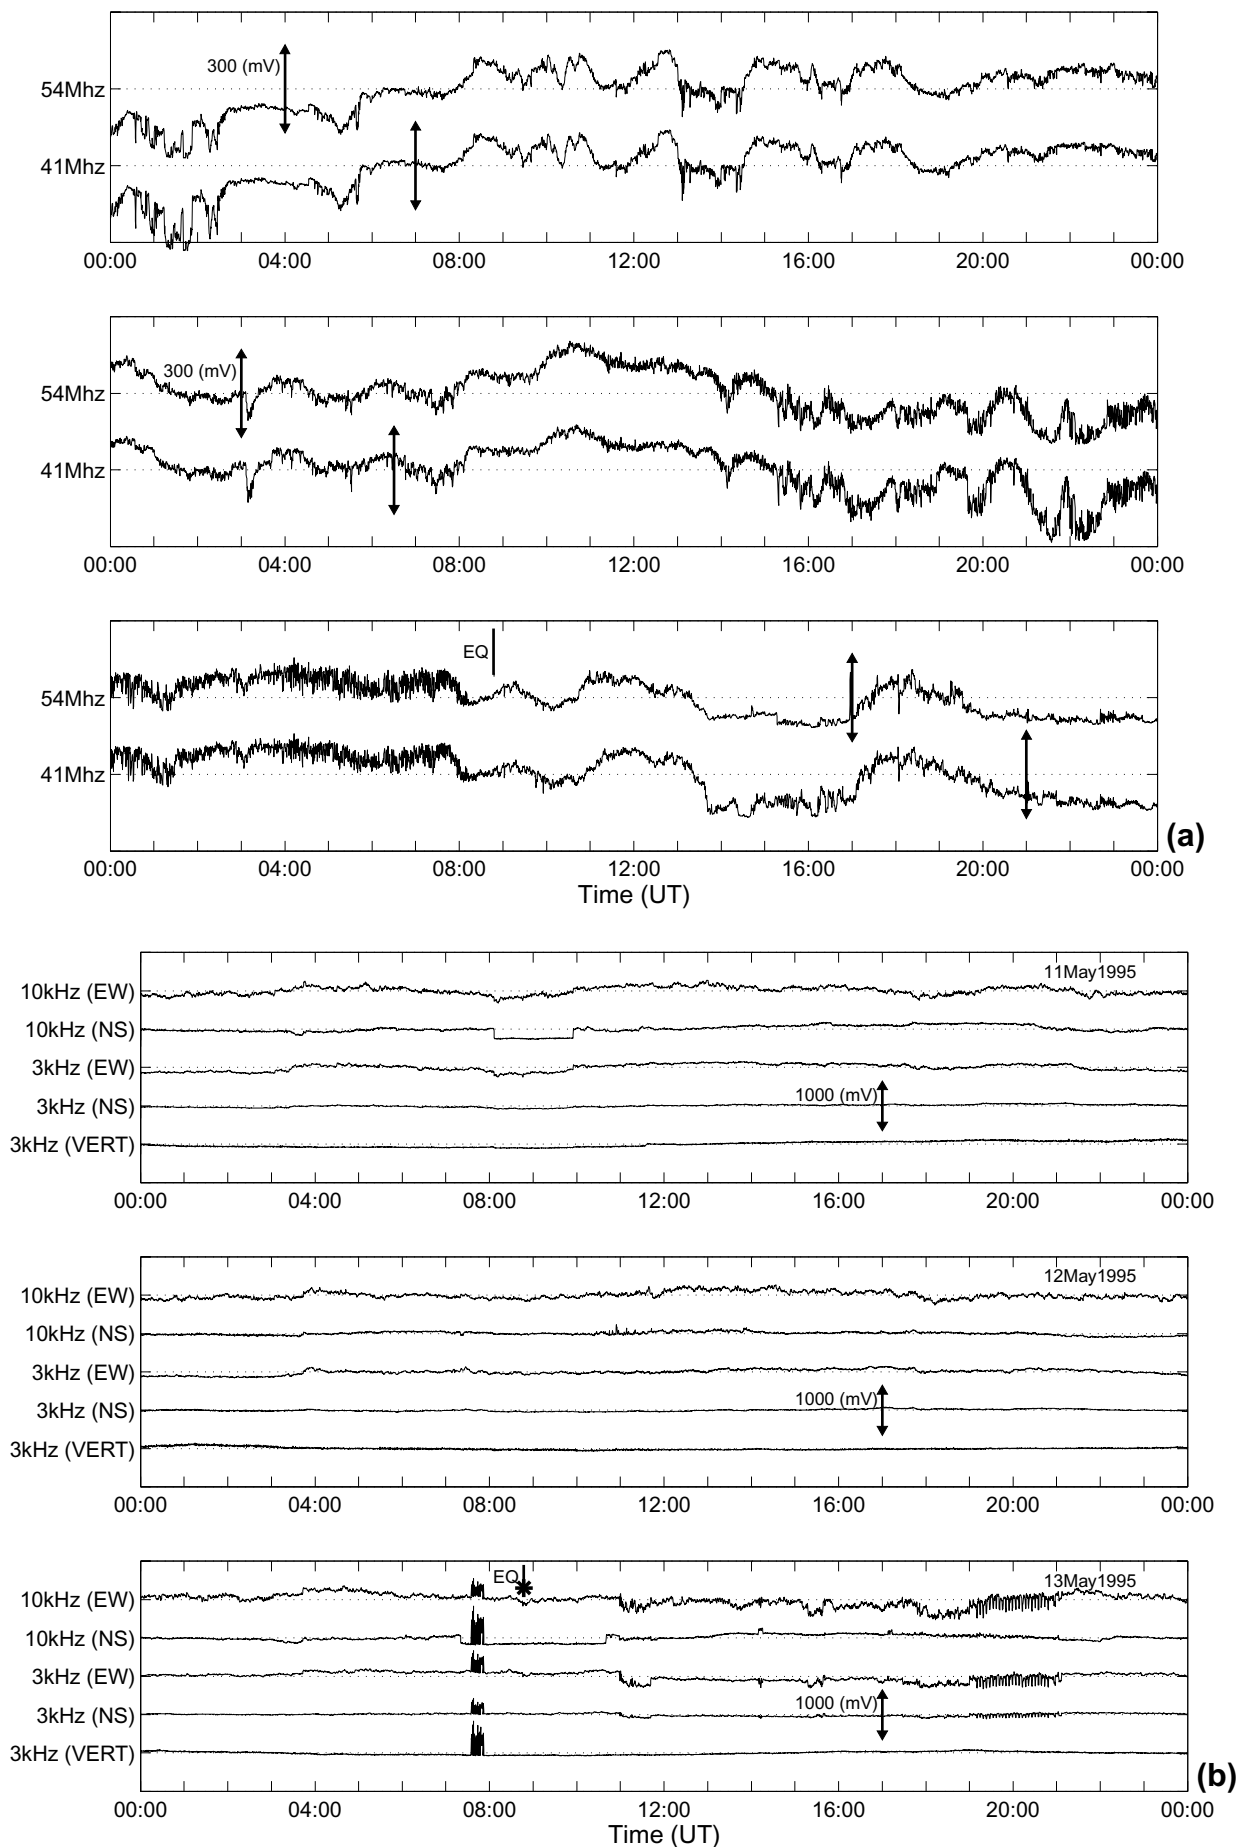 300 (mV)
54Mhz
41Mhz
00:00 04:00 08:00 12:00 16:00 20:00 00:00
300 (mV)
54Mhz
41Mhz
00:00 04:00 08:00 12:00 16:00 20:00 00:00
EQ
54Mhz
41Mhz
(a)
00:00 04:00 08:00 12:00 16:00 20:00 00:00
Time (UT)
11May1995
10kHz (EW)
10kHz (NS)
3kHz (EW)
1000 (mV)
3kHz (NS)
3kHz (VERT)
00:00 04:00 08:00 12:00 16:00 20:00 00:00
12May1995
10kHz (EW)
10kHz (NS)
3kHz (EW)
1000 (mV)
3kHz (NS)
3kHz (VERT)
00:00 04:00 08:00 12:00 16:00 20:00 00:00
EQ 13May1995
10kHz (EW)
10kHz (NS)
3kHz (EW)
1000 (mV)
3kHz (NS)
3kHz (VERT)
(b)
00:00 04:00 08:00 12:00 16:00 20:00 00:00
Time (UT)